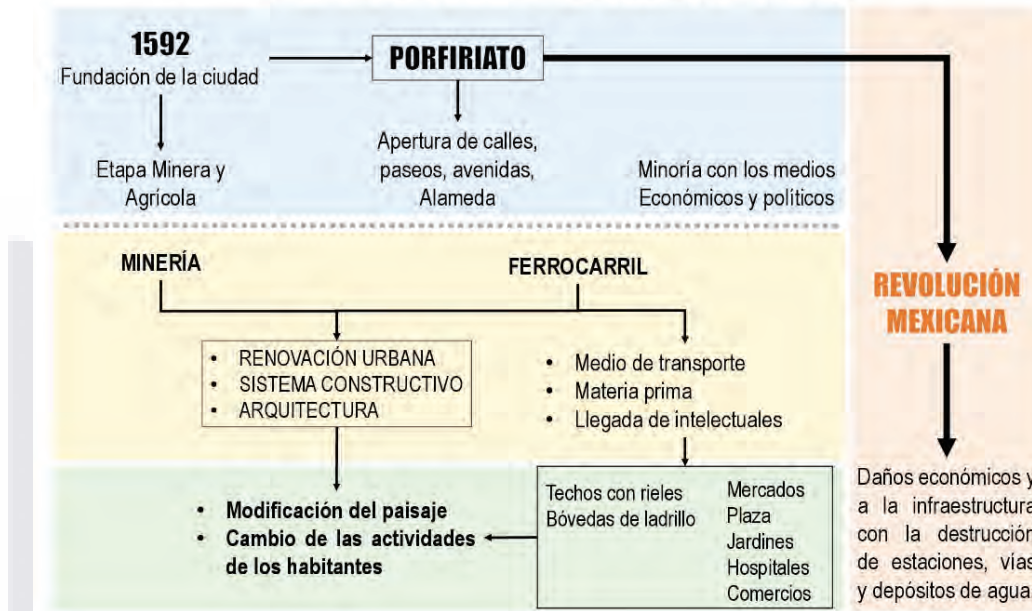 1592
Fundación de la ciudad
PORFIRIATO
Etapa Minera y
Agrícola
Apertura de calles,
paseos, avenidas,
Alameda
Minoría con los medios
Económicos y políticos
MINERÍA
FERROCARRIL
• RENOVACIÓN URBANA
• SISTEMA CONSTRUCTIVO
• ARQUITECTURA
• Medio de transporte
• Materia prima
• Llegada de intelectuales
• Modificación del paisaje
• Cambio de las actividades
de los habitantes
Techos con rieles
Bóvedas de ladrillo
Mercados
Plaza
Jardines
Hospitales
Comercios
REVOLUCIÓN
MEXICANA
Daños económicos y
a la infraestructura
con la destrucción
de estaciones, vías
y depósitos de agua